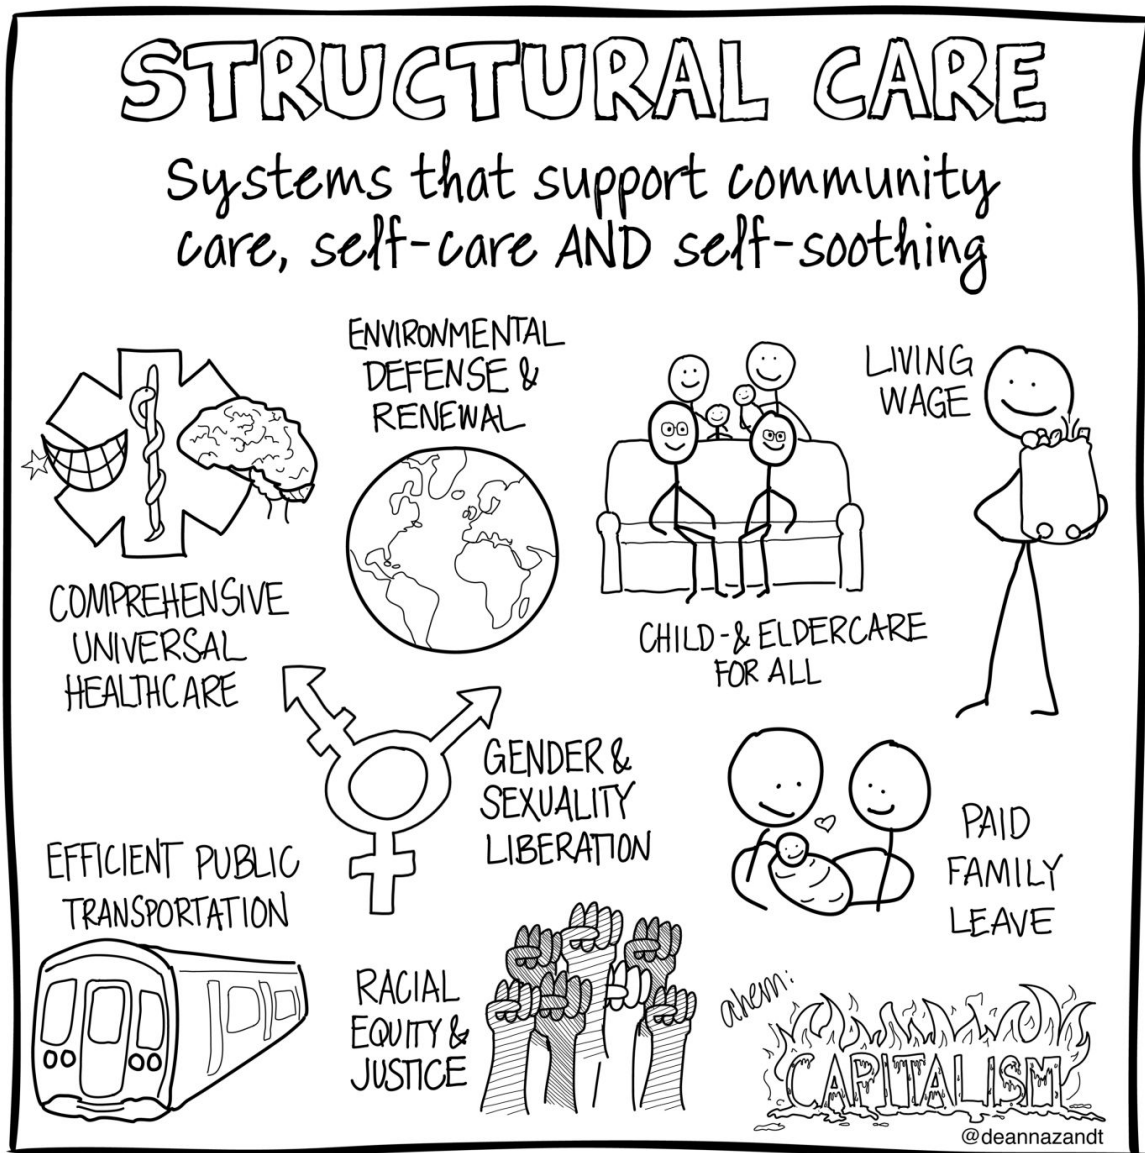 STRUCTURAL CARE
Systems that support community
care, self-care AND self-soothing
ENVIRONMENTAL
DEFENSE &
RENEWAL
LIVING
WAGE
COMPREHENSIVE
UNIVERSAL
HEALTHCARE
CHILD-& ELDERCARE
FOR ALL
GENDER &
SEXUALITY
LIBERATION
PAID
FAMILY
LEAVE
EFFICIENT PUBLIC
TRANSPORTATION
RACIAL
EQUITY &
JUSTICE
ahem:
CAPITALISM
@deannazandt